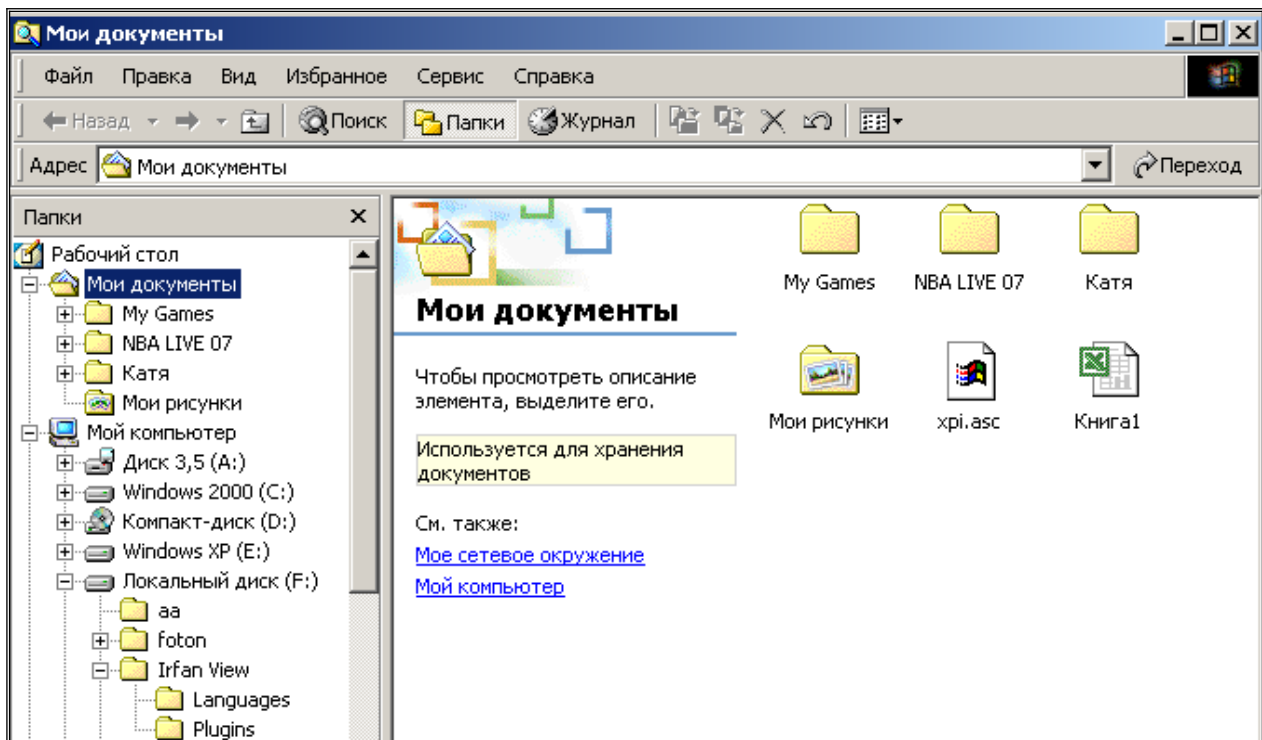 Мои документы
Файл Правка Вид Избранное Сервис Справка
Назад Поиск Папки Журнал
Адрес Мои документы Переход
Папки
Рабочий стол
Мои документы
My Games
NBA LIVE 07
Катя
Мои рисунки
Мой компьютер
Диск 3,5 (A:)
Windows 2000 (C:)
Компакт-диск (D:)
Windows XP (E:)
Локальный диск (F:)
aa
foton
Irfan View
Languages
Plugins
Мои документы
Чтобы просмотреть описание
элемента, выделите его.
Используется для хранения
документов
См. также:
Мое сетевое окружение
Мой компьютер
My Games NBA LIVE 07 Катя
Мои рисунки xpi.asc Книга1